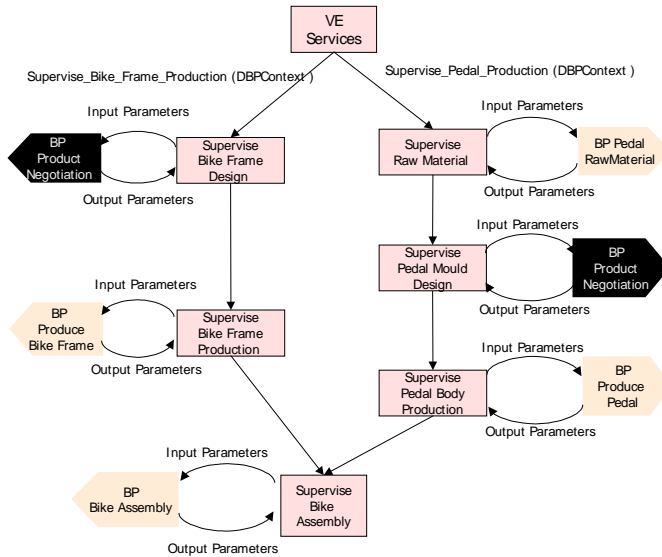 VE
Services
Supervise_Bike_Frame_Production (DBPContext )
Supervise_Pedal_Production (DBPContext )
Input Parameters
BP
Product
Negotiation
Supervise
Bike Frame
Design
Output Parameters
Input Parameters
Supervise
Raw Material
BP Pedal
RawMaterial
Output Parameters
Input Parameters
Supervise
Pedal Mould
Design
BP
Product
Negotiation
Output Parameters
Input Parameters
BP
Produce
Bike Frame
Supervise
Bike Frame
Production
Output Parameters
Input Parameters
Supervise
Pedal Body
Production
BP
Produce
Pedal
Output Parameters
Input Parameters
BP
Bike Assembly
Supervise
Bike
Assembly
Output Parameters